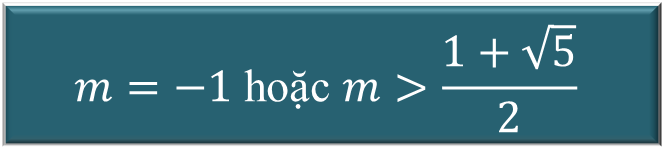 m = −1 hoặc m > (1 + √5)/2